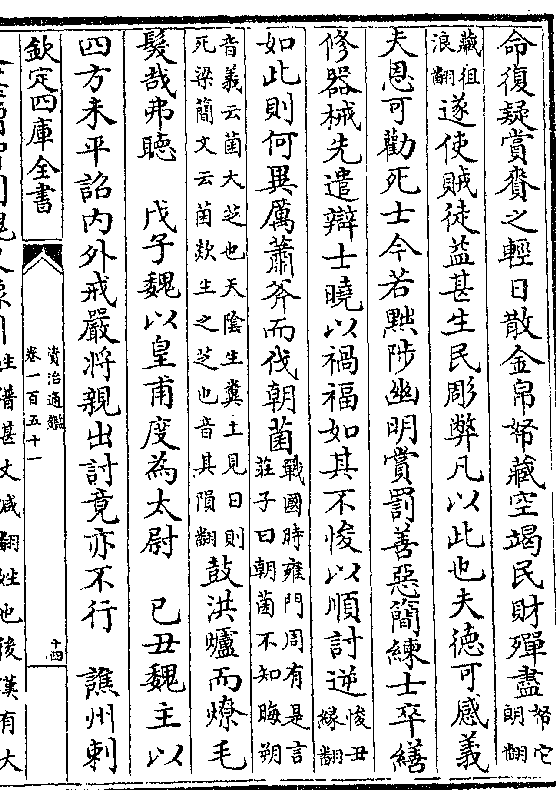 命復疑賞賚之輕日散金帛帑藏空竭民財殫盡帑它朗翻
藏徂浪翻遂使賊徒益甚生民彫弊凡以此也夫德可感義
夫恩可勸死士今若黜陟幽明賞罰善惡簡練士卒繕
修器械先遣辯士曉以禍福如其不悛以順討逆悛丑緣翻
如此則何異厲蕭斧而伐朝菌戰國時雍門周有是言莊子曰朝菌不知晦朔
音義云菌大芝也天陰生糞土見日則死梁簡文云菌欻生之芝也音其隕翻鼓洪爐而燎毛
髮哉弗聽　戊子魏以皇甫度為太尉　己丑魏主以
四方未平詔內外戒嚴將親出討竟亦不行　譙州刺
欽定四庫全書
資治通鑑
卷一百五十一
十四
丈减翻姓也後漢有大